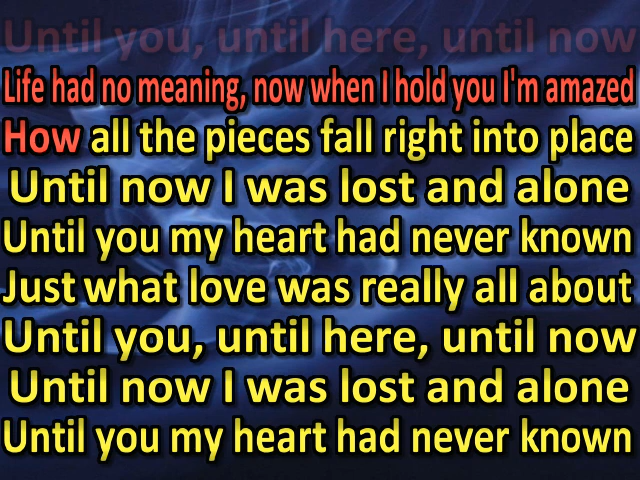 Until you, until here, until now
Life had no meaning, now when I hold you I'm amazed
How all the pieces fall right into place
Until now I was lost and alone
Until you my heart had never known
Just what love was really all about
Until you, until here, until now
Until now I was lost and alone
Until you my heart had never known